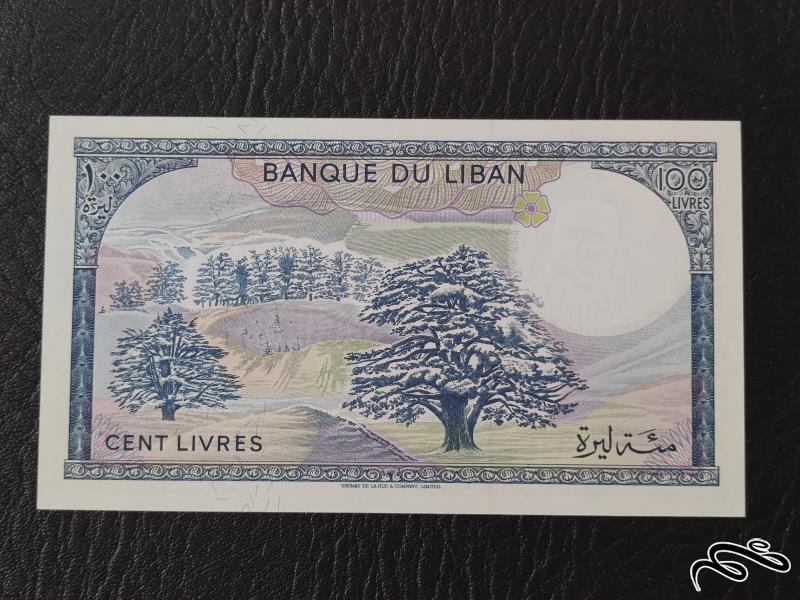 BANQUE DU LIBAN
١٠٠
ليرة
100
LIVRES
CENT LIVRES
مئة ليرة
THOMAS DE LA RUE & COMPANY, LIMITED.